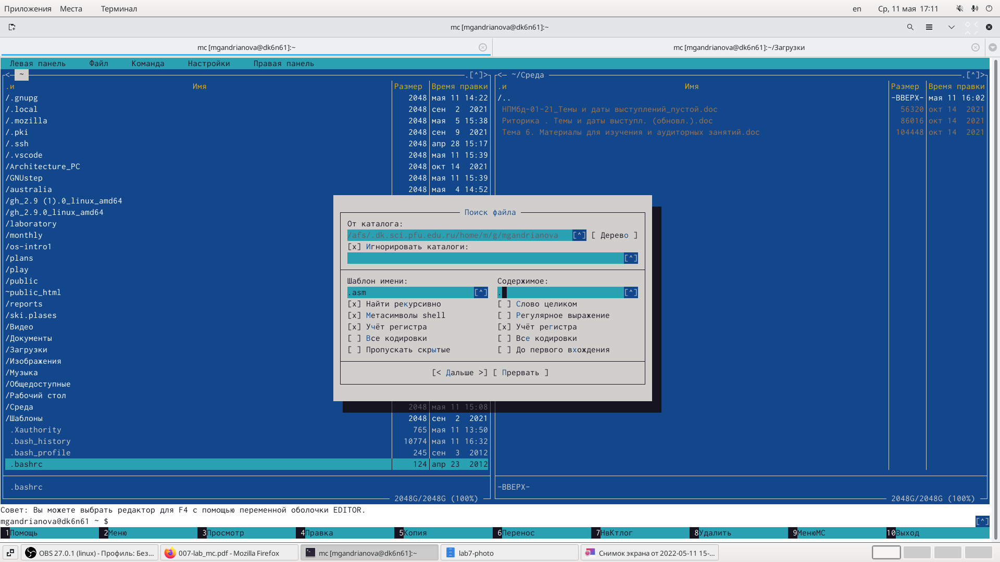 Приложения Места Терминал en Ср, 11 мая 17:11
mc [mgandrianova@dk6n61]:~
mc [mgandrianova@dk6n61]:~ mc [mgandrianova@dk6n61]:~/Загрузки
Левая панель Файл Команда Настройки Правая панель
<- ~ .[^]> <- ~/Среда .[^]>
.и Имя Размер Время правки .и Имя Размер Время правки
/.gnupg 2048 мая 11 14:22 /.. -ВВЕРХ- мая 11 16:02
/.local 2048 сен 2 2021 НПМбд-01-21_Темы и даты выступлений_пустой.doc 56320 окт 14 2021
/.mozilla 2048 мая 5 15:38 Риторика . Темы и даты выступл. (обновл.).doc 86016 окт 14 2021
/.pki 2048 сен 9 2021 Тема 6. Материалы для изучения и аудиторных занятий.doc 104448 окт 14 2021
/.ssh 2048 апр 28 15:17
/.vscode 2048 мая 11 15:39
/Architecture_PC 2048 окт 14 2021
/GNUstep 2048 мая 11 15:39
/australia 2048 мая 4 14:52
/gh_2.9 (1).0_linux_amd64
/gh_2.9.0_linux_amd64 Поиск файла
/laboratory От каталога:
/monthly /afs/.dk.sci.pfu.edu.ru/home/m/g/mgandrianova [^] [ Дерево ]
/os-intro1 [x] Игнорировать каталоги:
/plans [^]
/play
/public Шаблон имени: Содержимое:
~public_html .asm [^] . [^]
/reports [x] Найти рекурсивно [ ] Слово целиком
/ski.plases [x] Метасимволы shell [ ] Регулярное выражение
/Видео [x] Учёт регистра [x] Учёт регистра
/Документы [ ] Все кодировки [ ] Все кодировки
/Загрузки [ ] Пропускать скрытые [ ] До первого вхождения
/Изображения
/Музыка [< Дальше >] [ Прервать ]
/Общедоступные
/Рабочий стол
/Среда 2048 мая 11 15:08
/Шаблоны 2048 сен 2 2021
.Xauthority 765 мая 11 13:50
.bash_history 10774 мая 11 16:32
.bash_profile 245 сен 3 2012
.bashrc 124 апр 23 2012
.bashrc -ВВЕРХ-
2048G/2048G (100%) 2048G/2048G (100%)
Совет: Вы можете выбрать редактор для F4 с помощью переменной оболочки EDITOR.
mgandrianova@dk6n61 ~ $ [^]
1Помощь 2Меню 3Просмотр 4Правка 5Копия 6Перенос 7НвКтлог 8Удалить 9МенюМС 10Выход
OBS 27.0.1 (linux) - Профиль: Без... 007-lab_mc.pdf - Mozilla Firefox mc [mgandrianova@dk6n61]:~ lab7-photo Снимок экрана от 2022-05-11 15-...